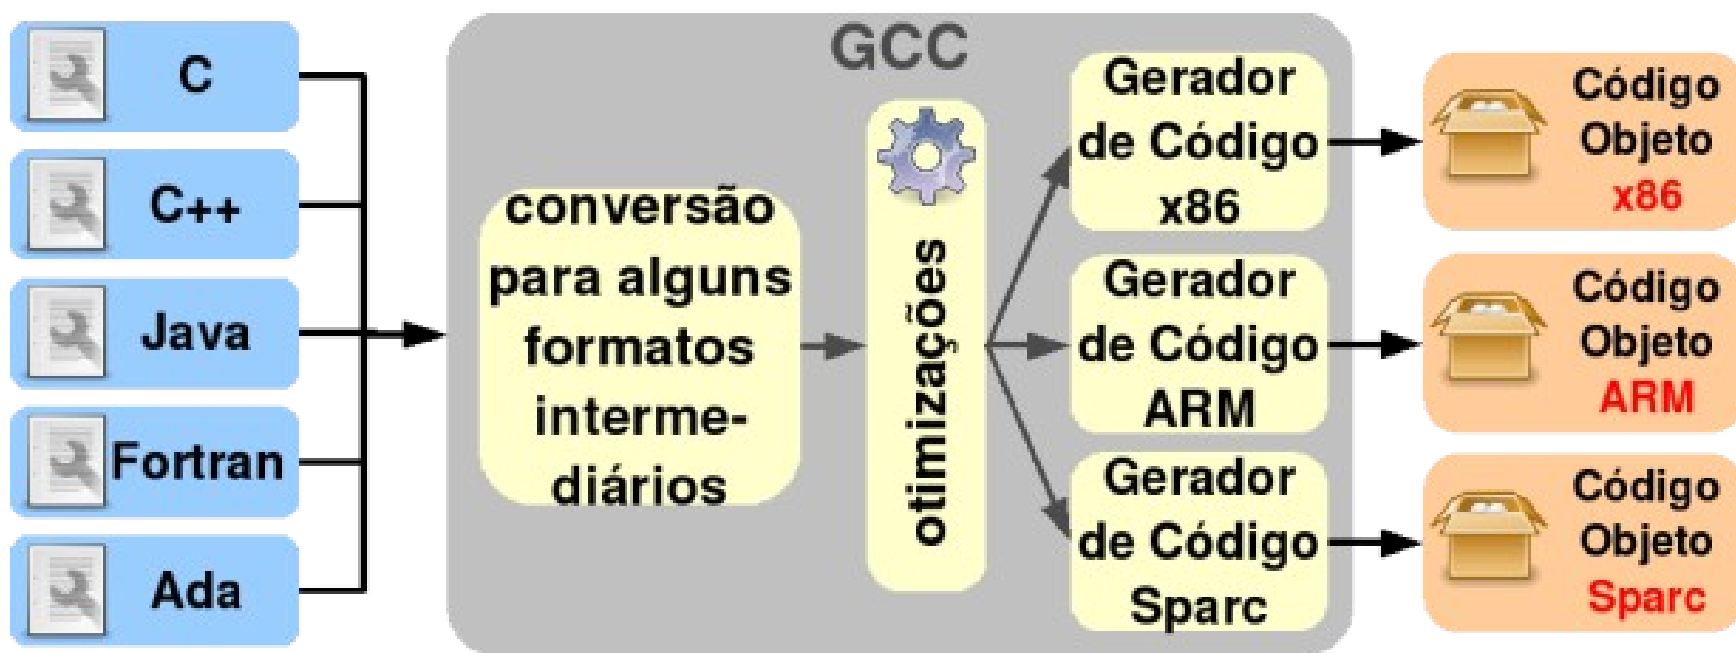 C
C++
Java
Fortran
Ada
GCC
conversão
para alguns
formatos
interme-
diários
otimizações
Gerador
de Código
x86
Gerador
de Código
ARM
Gerador
de Código
Sparc
Código
Objeto
x86
Código
Objeto
ARM
Código
Objeto
Sparc